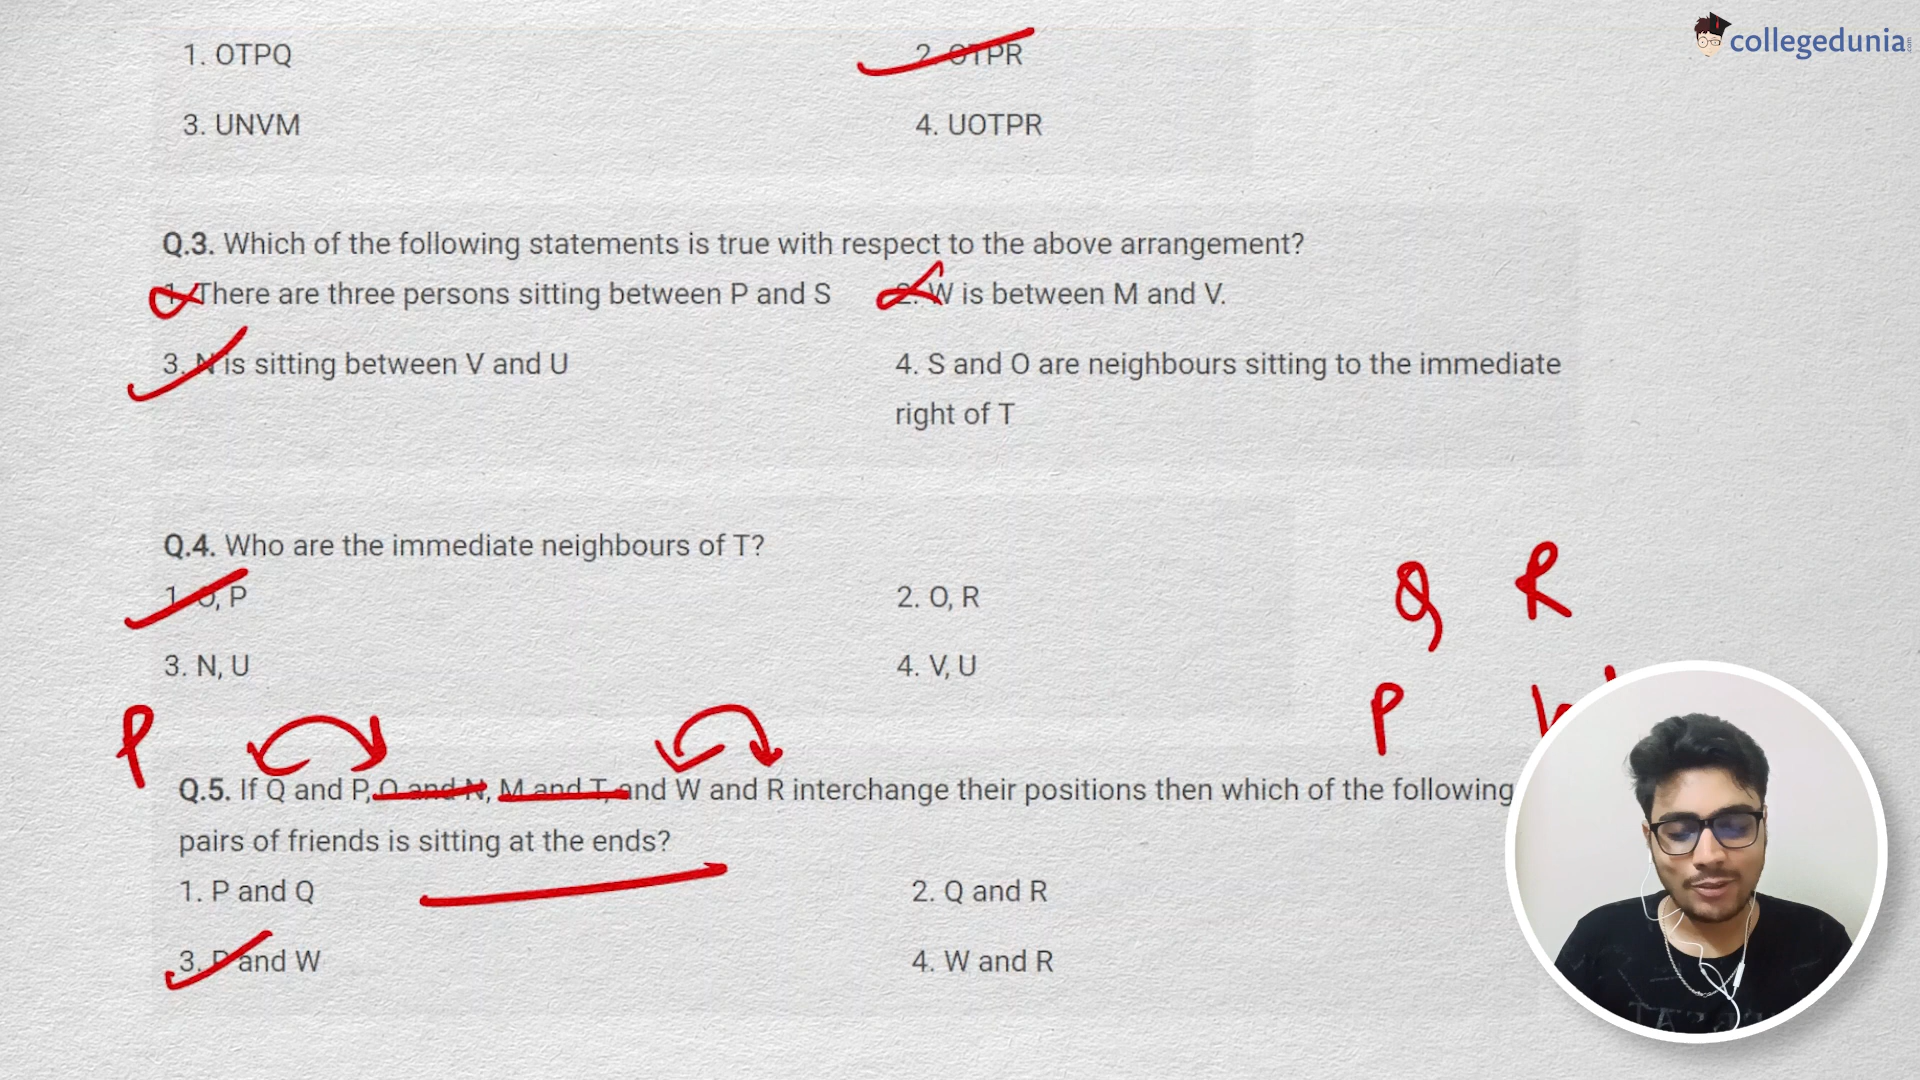 collegedunia
.com
1. OTPQ
2. OTPR
3. UNVM
4. UOTPR
Q.3. Which of the following statements is true with respect to the above arrangement?
1. There are three persons sitting between P and S
2. W is between M and V.
3. N is sitting between V and U
4. S and O are neighbours sitting to the immediate
right of T
Q.4. Who are the immediate neighbours of T?
1. O, P
2. O, R
3. N, U
4. V, U
Q R
P
P
Q.5. If Q and P, O and N, M and T, and W and R interchange their positions then which of the following
pairs of friends is sitting at the ends?
1. P and Q
2. Q and R
3. P and W
4. W and R